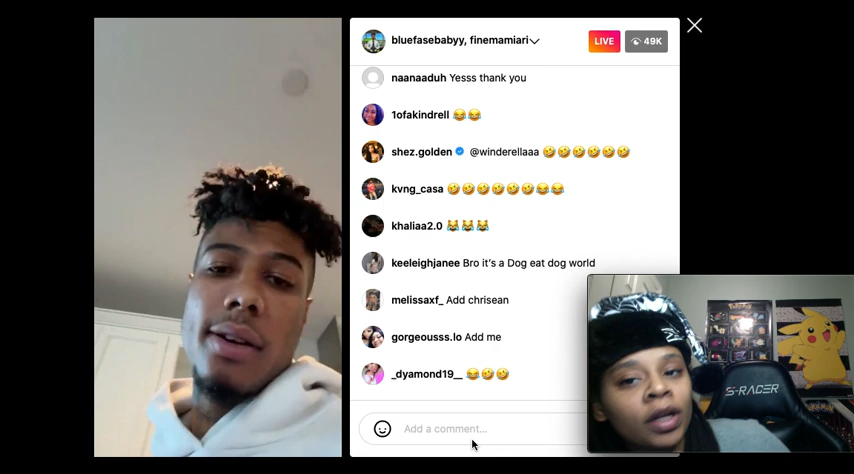 bluefasebabyy, finemamiari
LIVE
49K
naanaaduh Yesss thank you
1ofakindrell 😂😂
shez.golden @winderellaaa 🤣🤣🤣🤣🤣🤣
kvng_casa 🤣🤣🤣🤣🤣🤣😂😂
khaliaa2.0 😹😹😹
keeleighjanee Bro it's a Dog eat dog world
melissaxf_ Add chrisean
gorgeousss.lo Add me
_dyamond19__ 😂🤣🤣
Add a comment...
S-RACER